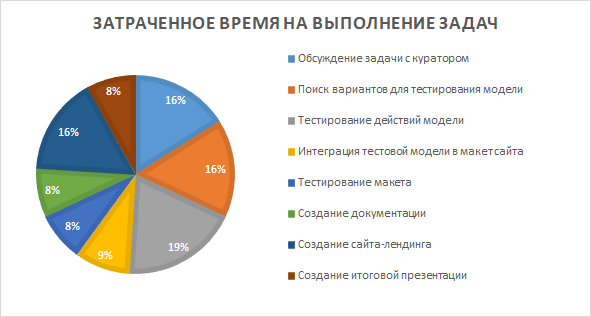 ЗАТРАЧЕННОЕ ВРЕМЯ НА ВЫПОЛНЕНИЕ ЗАДАЧ
8%
16%
16%
16%
8%
8%
9%
19%
Обсуждение задачи с куратором
Поиск вариантов для тестирования модели
Тестирование действий модели
Интеграция тестовой модели в макет сайта
Тестирование макета
Создание документации
Создание сайта-лендинга
Создание итоговой презентации